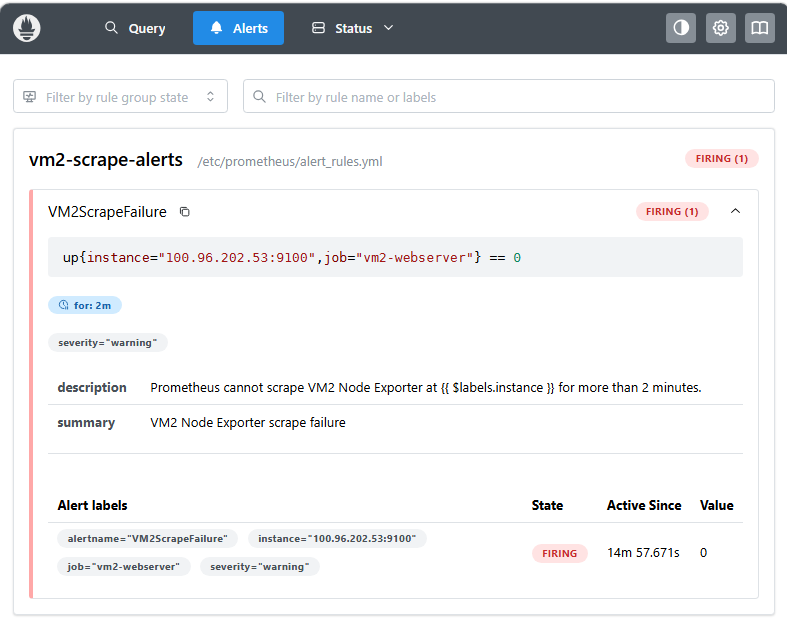 Query Alerts Status
Filter by rule group state Filter by rule name or labels
vm2-scrape-alerts /etc/prometheus/alert_rules.yml FIRING (1)
VM2ScrapeFailure FIRING (1)
up{instance="100.96.202.53:9100",job="vm2-webserver"} == 0
for: 2m
severity="warning"
description Prometheus cannot scrape VM2 Node Exporter at {{ $labels.instance }} for more than 2 minutes.
summary VM2 Node Exporter scrape failure
Alert labels State Active Since Value
alertname="VM2ScrapeFailure" instance="100.96.202.53:9100"
job="vm2-webserver" severity="warning"
FIRING 14m 57.671s 0